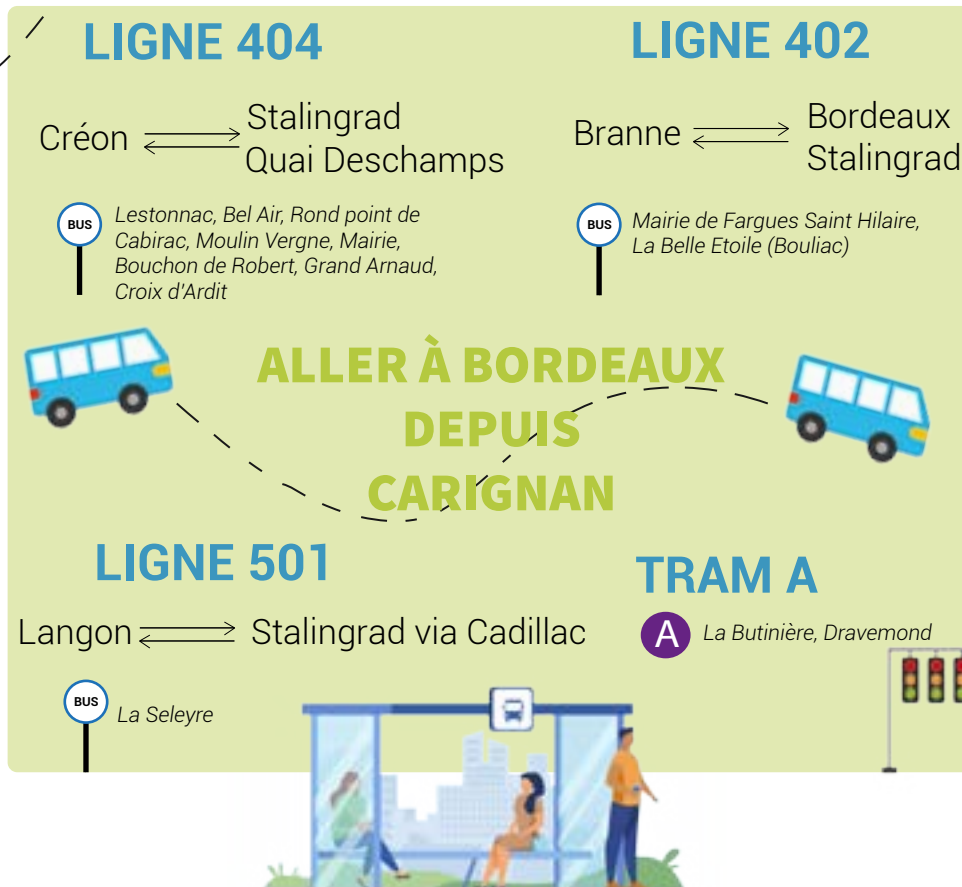 LIGNE 404
Créon
Stalingrad
Quai Deschamps
BUS
Lestonnac, Bel Air, Rond point de
Cabirac, Moulin Vergne, Mairie,
Bouchon de Robert, Grand Arnaud,
Croix d'Ardit
LIGNE 402
Branne
Bordeaux
Stalingrad
BUS
Mairie de Fargues Saint Hilaire,
La Belle Etoile (Bouliac)
ALLER À BORDEAUX
DEPUIS
CARIGNAN
LIGNE 501
Langon
Stalingrad via Cadillac
BUS
La Seleyre
TRAM A
A
La Butinière, Dravemond